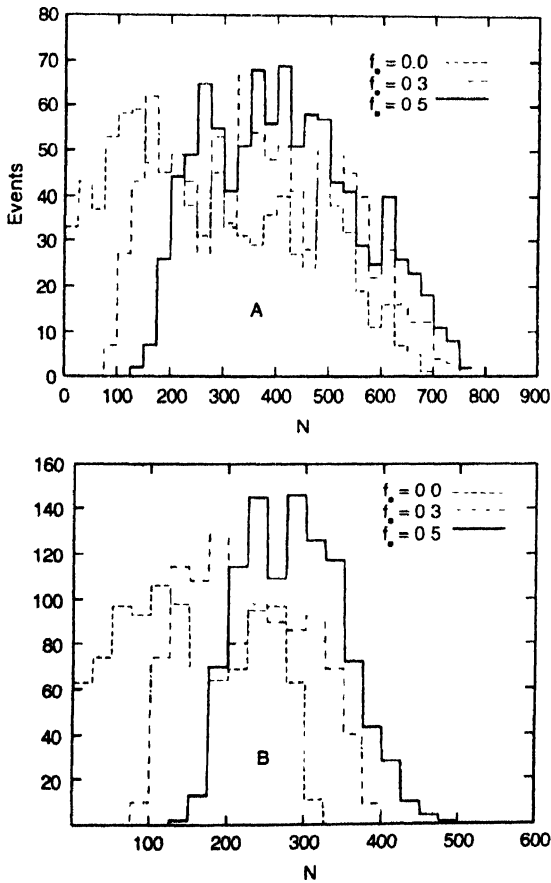 80
70
60
50
40
30
20
10
0
Events
f• = 0.0
f• = 0 3
f• = 0 5
A
0 100 200 300 400 500 600 700 800 900
N
160
140
120
100
80
60
40
20
f• = 0 0
f• = 0 3
f• = 0 5
B
100 200 300 400 500 600
N